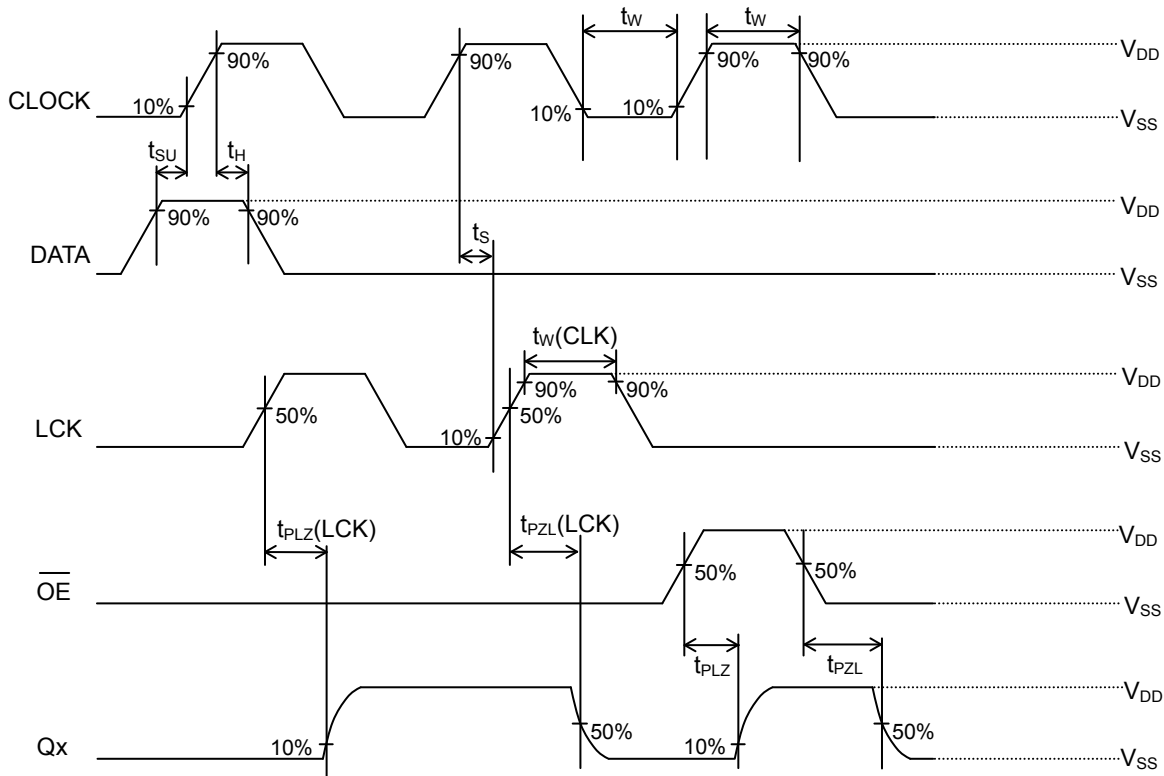 tW
tW
90%
90%
90%
90%
VDD
CLOCK
10%
10%
10%
VSS
tSU
tH
90%
90%
VDD
tS
DATA
VSS
tW(CLK)
VDD
90%
90%
50%
50%
LCK
10%
VSS
tPLZ(LCK)
tPZL(LCK)
VDD
50%
50%
OE
VSS
tPLZ
tPZL
VDD
50%
50%
Qx
10%
10%
VSS